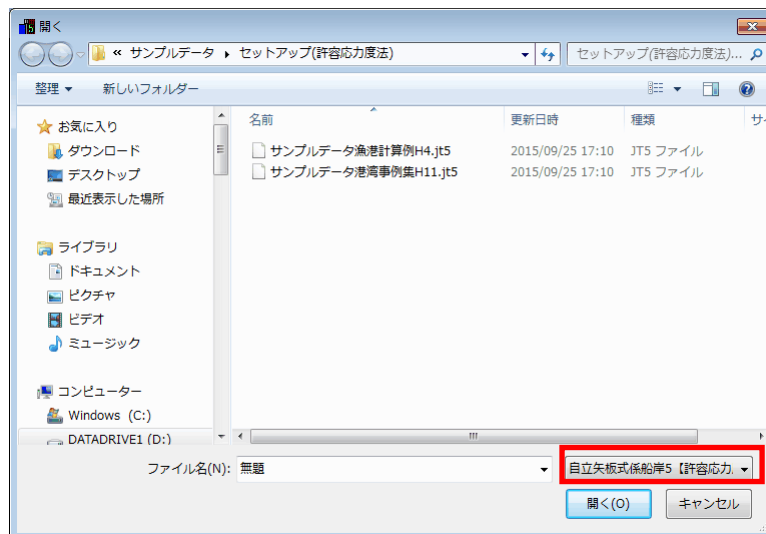 開く
« サンプルデータ ▸ セットアップ(許容応力度法)
セットアップ(許容応力度法)...
整理 ▼ 新しいフォルダー
名前 更新日時 種類 サ
お気に入り
ダウンロード
デスクトップ
最近表示した場所
サンプルデータ漁港計算例H4.jt5 2015/09/25 17:10 JT5 ファイル
サンプルデータ港湾事例集H11.jt5 2015/09/25 17:10 JT5 ファイル
ライブラリ
ドキュメント
ピクチャ
ビデオ
ミュージック
コンピューター
Windows (C:)
DATADRIVE1 (D:)
ファイル名(N): 無題
自立矢板式係船岸5【許容応力.
開く(O) キャンセル